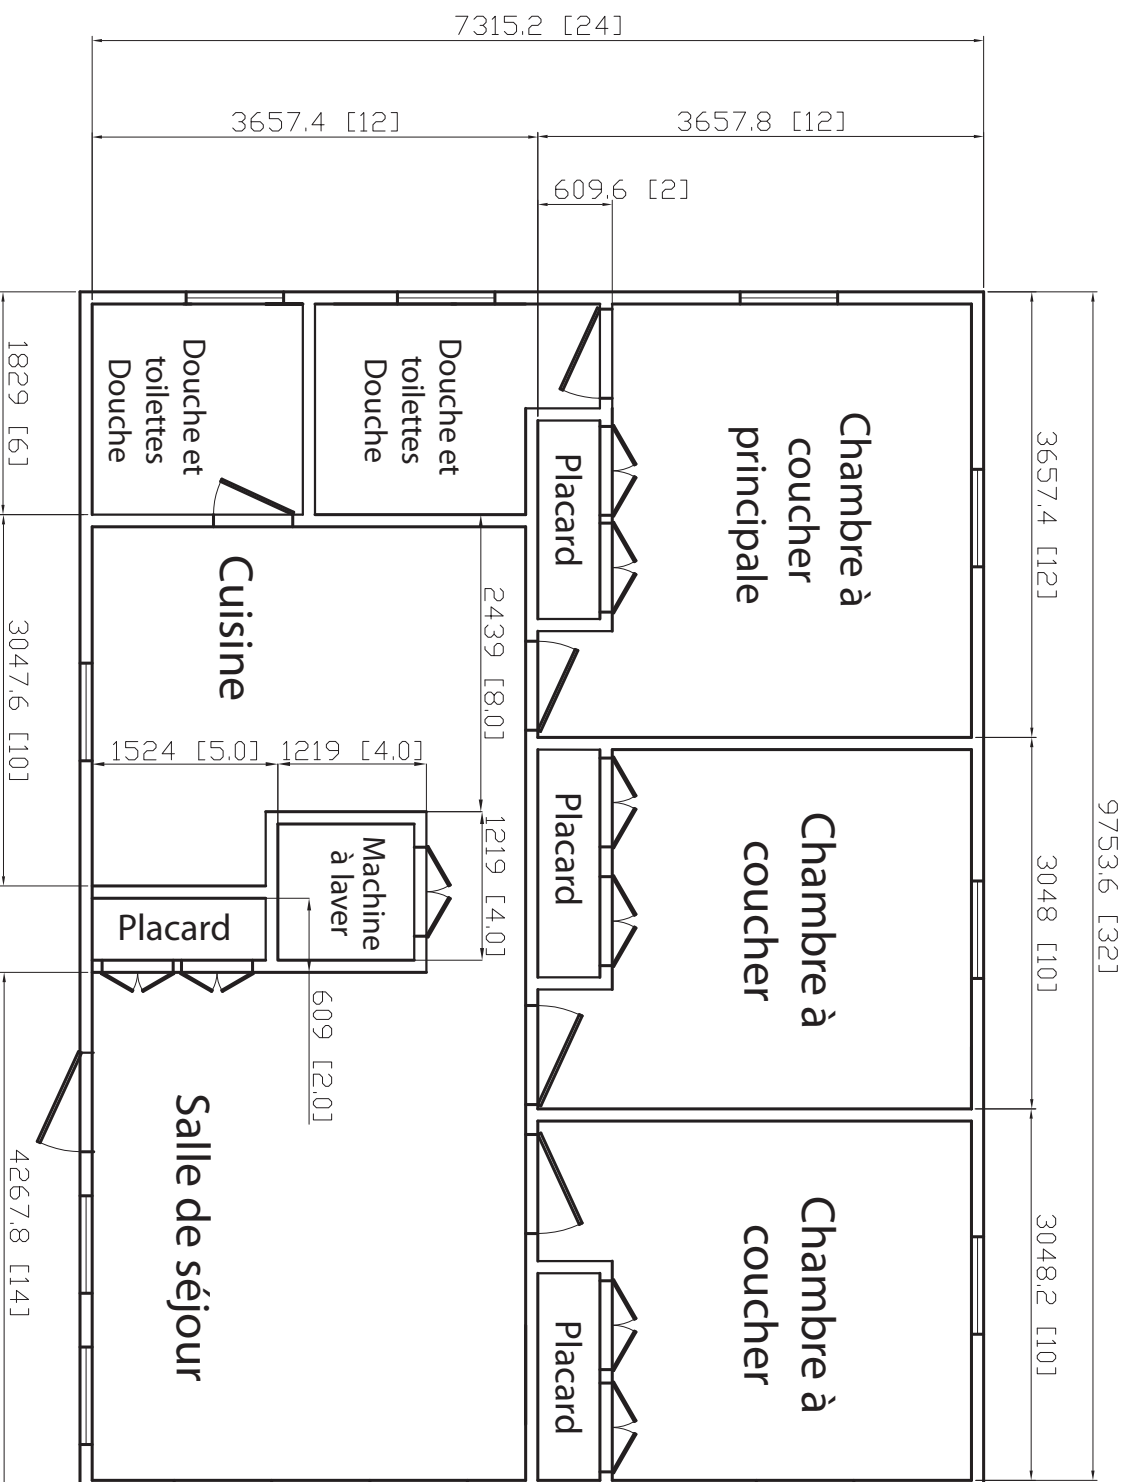 7315.2 [24]
3657.4 [12]
3657.8 [12]
609.6 [2]
9753.6 [32]
3657.4 [12]
3048 [10]
3048.2 [10]
Chambre à
coucher
principale
Chambre à
coucher
Chambre à
coucher
Placard
Placard
Placard
Douche et
toilettes
Douche
Douche et
toilettes
Douche
Cuisine
2439 [8.0]
1219 [4.0]
1524 [5.0]
1219 [4.0]
Machine
à laver
Placard
609 [2.0]
Salle de séjour
1829 [6]
3047.6 [10]
4267.8 [14]